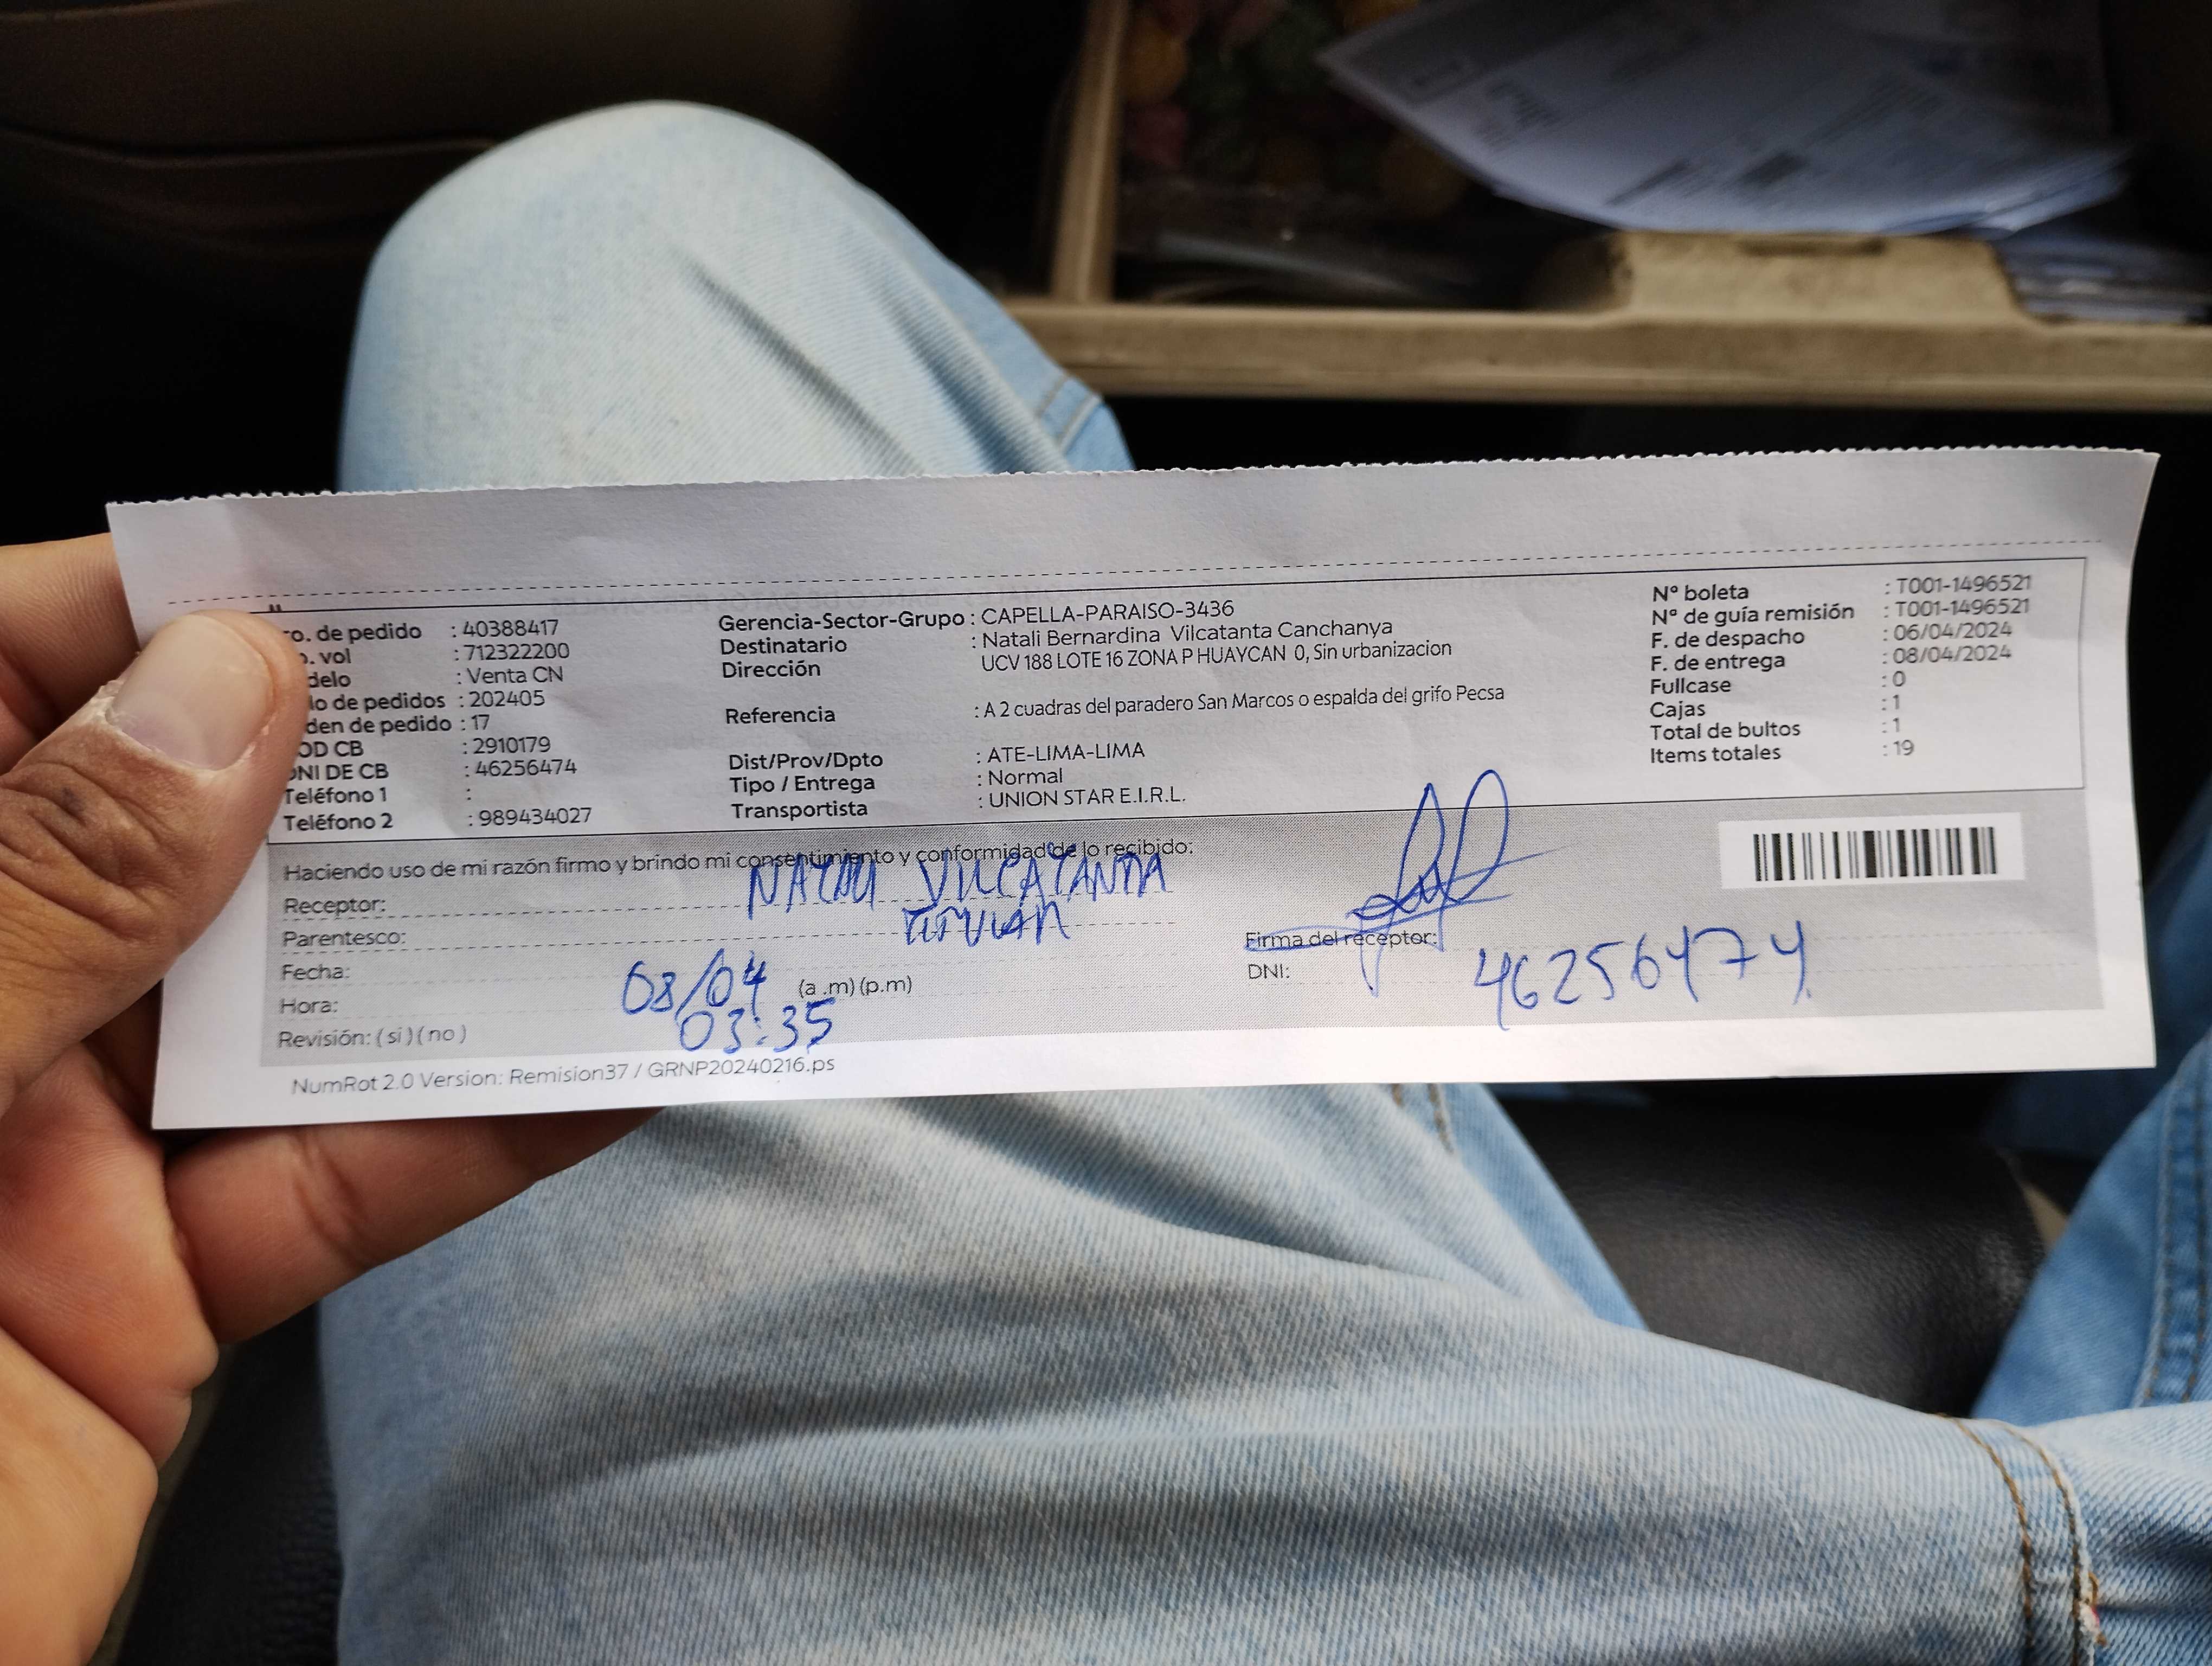 ro. de pedido : 40388417
o. vol : 712322200
delo : Venta CN
lo de pedidos : 202405
den de pedido : 17
OD CB : 2910179
DNI DE CB : 46256474
Teléfono 1 :
Teléfono 2 : 989434027
Gerencia-Sector-Grupo : CAPELLA-PARAISO-3436
Destinatario : Natali Bernardina Vilcatanta Canchanya
Dirección UCV 188 LOTE 16 ZONA P HUAYCAN 0, Sin urbanizacion
Referencia : A 2 cuadras del paradero San Marcos o espalda del grifo Pecsa
Dist/Prov/Dpto : ATE-LIMA-LIMA
Tipo / Entrega : Normal
Transportista : UNION STAR E.I.R.L.
N° boleta : T001-1496521
N° de guía remisión : T001-1496521
F. de despacho : 06/04/2024
F. de entrega : 08/04/2024
Fullcase : 0
Cajas : 1
Total de bultos : 1
Items totales : 19
Haciendo uso de mi razón firmo y brindo mi consentimiento y conformidad de lo recibido:
Receptor: NATALI VILCATANTA
Parentesco: TITULAR
Firma del receptor:
Fecha: 08/04
DNI: 46256474
Hora: 03:35 (a .m) (p.m)
Revisión: ( si ) ( no )
NumRot 2.0 Version: Remision37 / GRNP20240216.ps